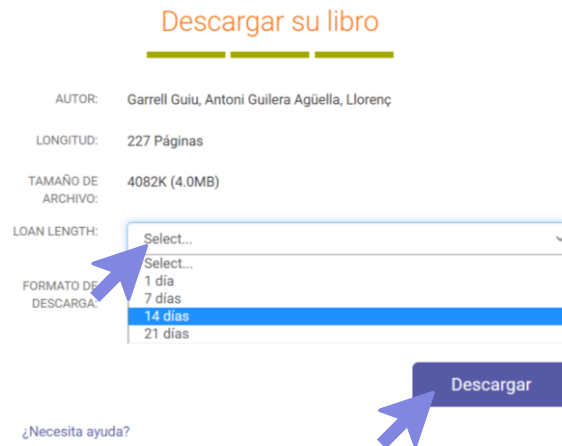 Descargar su libro
AUTOR: Garrell Guiu, Antoni Guilera Agüella, Llorenç
LONGITUD: 227 Páginas
TAMAÑO DE ARCHIVO: 4082K (4.0MB)
LOAN LENGTH: Select...
Select...
1 día
7 días
14 días
21 días
FORMATO DE DESCARGA:
Descargar
¿Necesita ayuda?